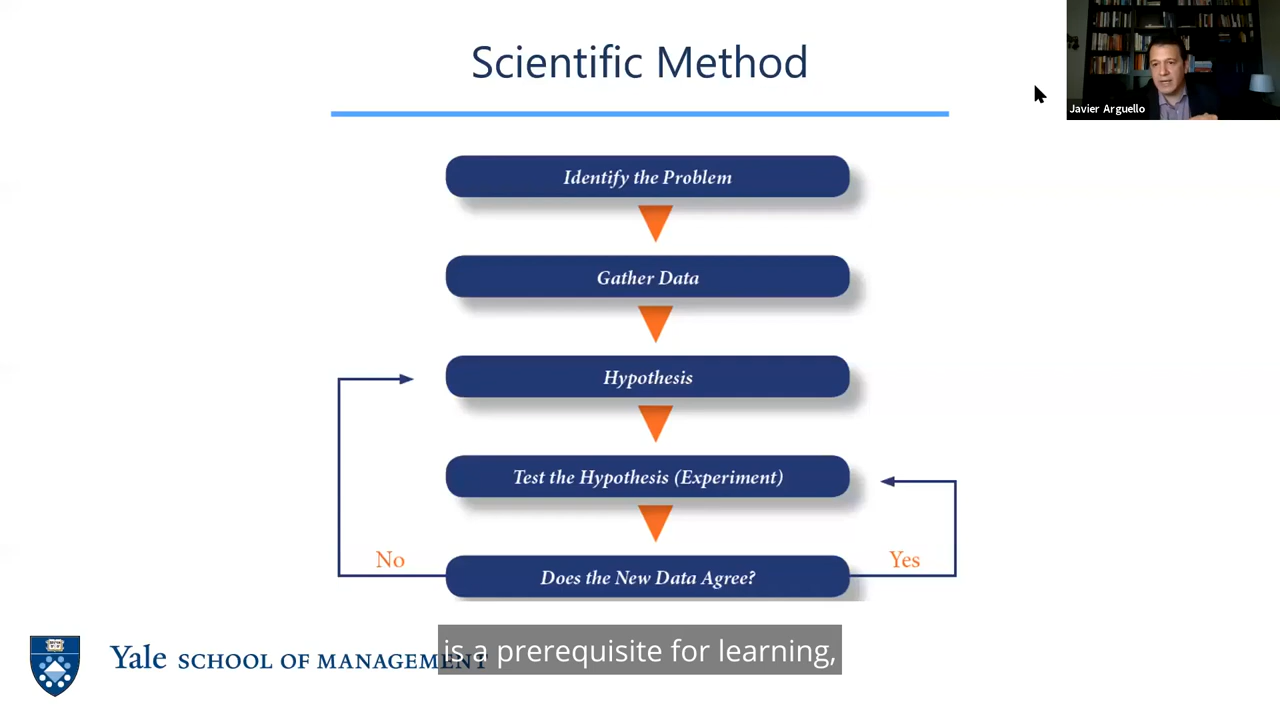 Scientific Method
Javier Arguello
Identify the Problem
Gather Data
Hypothesis
Test the Hypothesis (Experiment)
No
Yes
Does the New Data Agree?
Yale SCHOOL OF MANAGEMENT
is a prerequisite for learning,